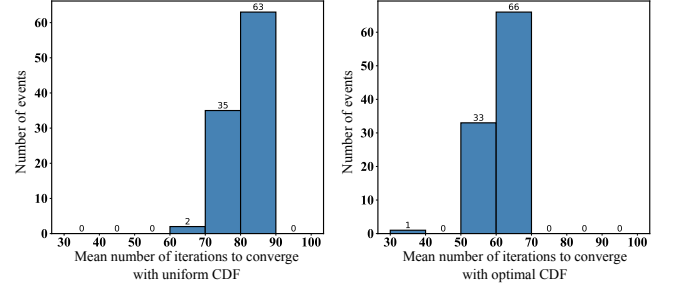 63
60
50
40
35
30
20
10
2
0 0 0 0
0
30 40 50 60 70 80 90 100
Number of events
Mean number of iterations to converge
with uniform CDF
66
60
50
40
33
30
20
10
1 0 0 0 0
0
30 40 50 60 70 80 90 100
Number of events
Mean number of iterations to converge
with optimal CDF